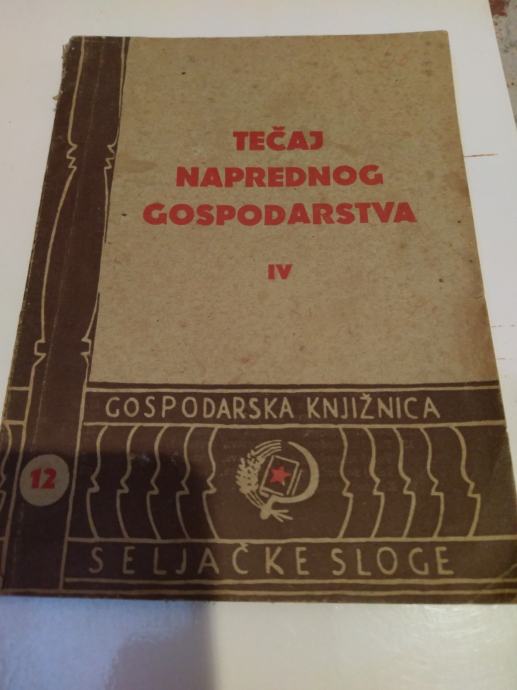 TEČAJ
NAPREDNOG
GOSPODARSTVA
IV
GOSPODARSKA KNJIŽNICA
12
SELJAČKE SLOGE